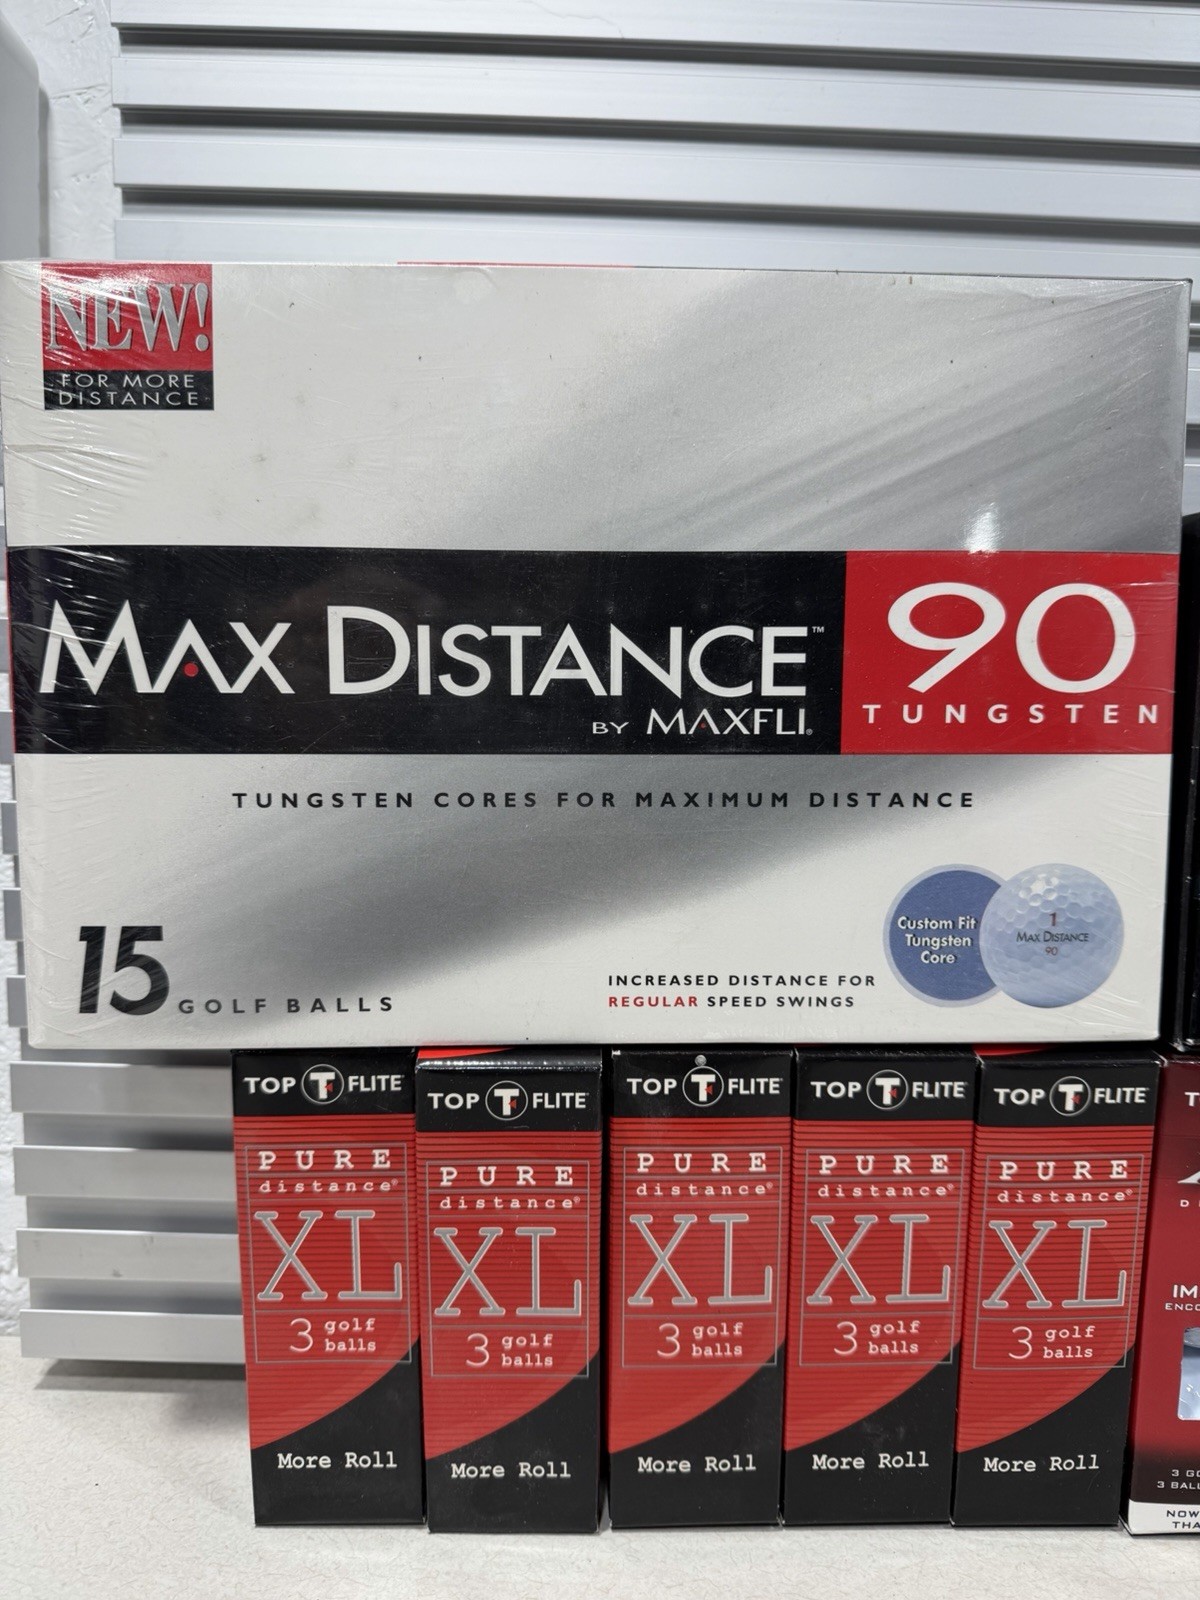 NEW!
FOR MORE
DISTANCE
MAX DISTANCE™
BY MAXFLI®
90
TUNGSTEN
TUNGSTEN CORES FOR MAXIMUM DISTANCE
15 GOLF BALLS
INCREASED DISTANCE FOR
REGULAR SPEED SWINGS
Custom Fit
Tungsten
Core
1
MAX DISTANCE
90
TOP T FLITE
PURE
distance®
XL
3 golf
balls
More Roll
TOP T FLITE
PURE
distance®
XL
3 golf
balls
More Roll
TOP T FLITE
PURE
distance®
XL
3 golf
balls
More Roll
TOP T FLITE
PURE
distance®
XL
3 golf
balls
More Roll
TOP T FLITE
PURE
distance®
XL
3 golf
balls
More Roll
3 BALL
NOW